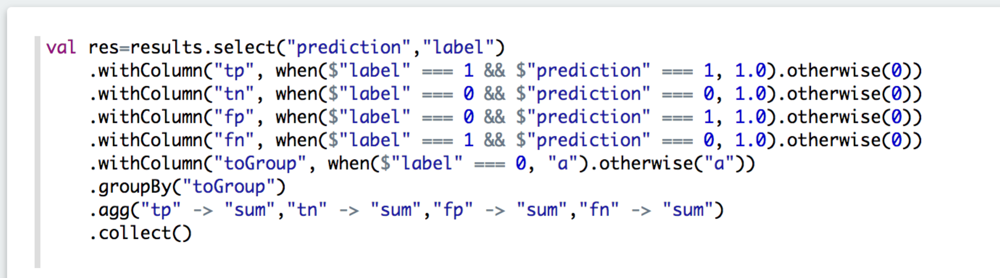 val res=results.select("prediction","label")
.withColumn("tp", when($"label" === 1 && $"prediction" === 1, 1.0).otherwise(0))
.withColumn("tn", when($"label" === 0 && $"prediction" === 0, 1.0).otherwise(0))
.withColumn("fp", when($"label" === 0 && $"prediction" === 1, 1.0).otherwise(0))
.withColumn("fn", when($"label" === 1 && $"prediction" === 0, 1.0).otherwise(0))
.withColumn("toGroup", when($"label" === 0, "a").otherwise("a"))
.groupBy("toGroup")
.agg("tp" -> "sum","tn" -> "sum","fp" -> "sum","fn" -> "sum")
.collect()